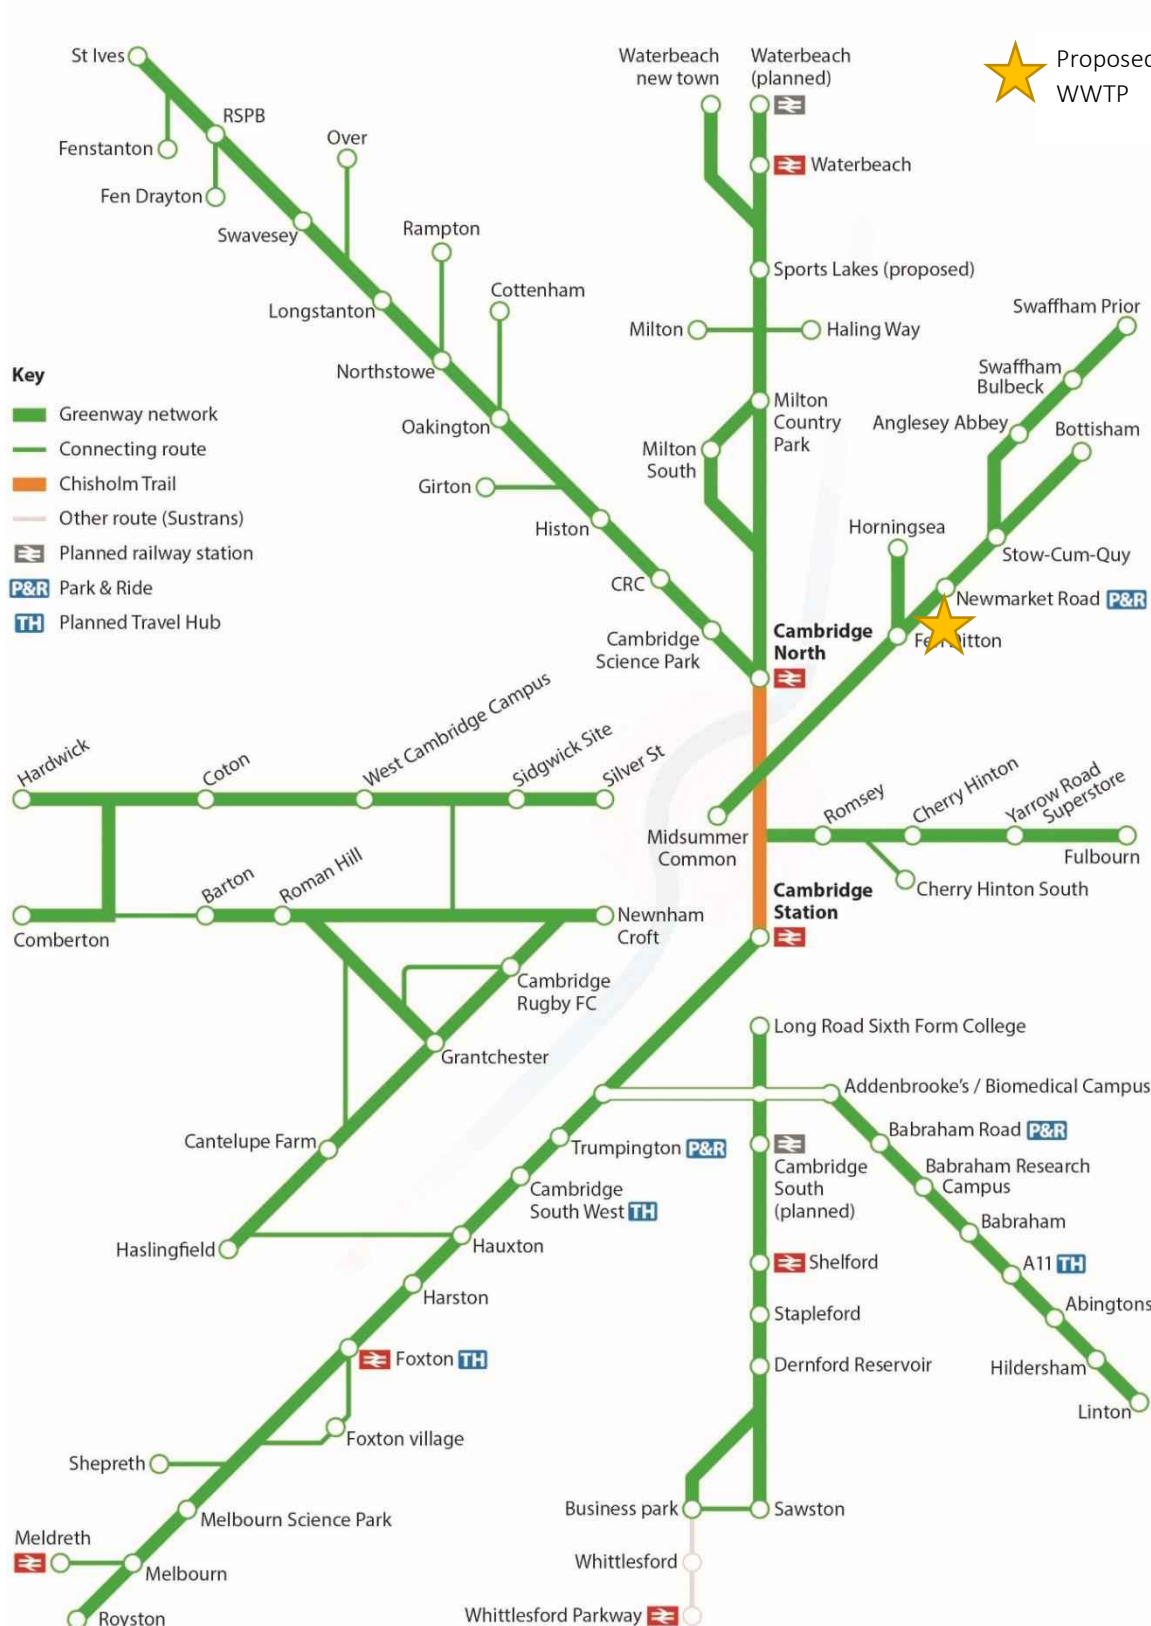 St Ives
Waterbeach
new town
Waterbeach
(planned)
Proposed
WWTP
RSPB
Fenstanton
Over
Waterbeach
Fen Drayton
Swavesey
Rampton
Sports Lakes (proposed)
Cottenham
Longstanton
Milton
Haling Way
Swaffham Prior
Northstowe
Swaffham
Bulbeck
Key
Greenway network
Connecting route
Chisholm Trail
Other route (Sustrans)
Planned railway station
P&R Park & Ride
TH Planned Travel Hub
Milton
Country
Park
Anglesey Abbey
Bottisham
Oakington
Milton
South
Girton
Histon
Horningsea
Stow-Cum-Quy
CRC
Newmarket Road P&R
Cambridge
Science Park
Cambridge
North
Fen Ditton
Hardwick
Coton
West Cambridge Campus
Sidgwick Site
Silver St
Midsummer
Common
Romsey
Cherry Hinton
Yarrow Road
Superstore
Fulbourn
Cherry Hinton South
Cambridge
Station
Barton
Roman Hill
Comberton
Newnham
Croft
Cambridge
Rugby FC
Grantchester
Long Road Sixth Form College
Addenbrooke's / Biomedical Campus
Cantelupe Farm
Trumpington P&R
Babraham Road P&R
Cambridge
South
(planned)
Babraham Research
Campus
Cambridge
South West TH
Babraham
Haslingfield
Hauxton
Shelford
A11 TH
Harston
Stapleford
Abingtons
Foxton TH
Dernford Reservoir
Hildersham
Linton
Foxton village
Shepreth
Melbourn Science Park
Business park
Sawston
Meldreth
Melbourn
Whittlesford
Royston
Whittlesford Parkway